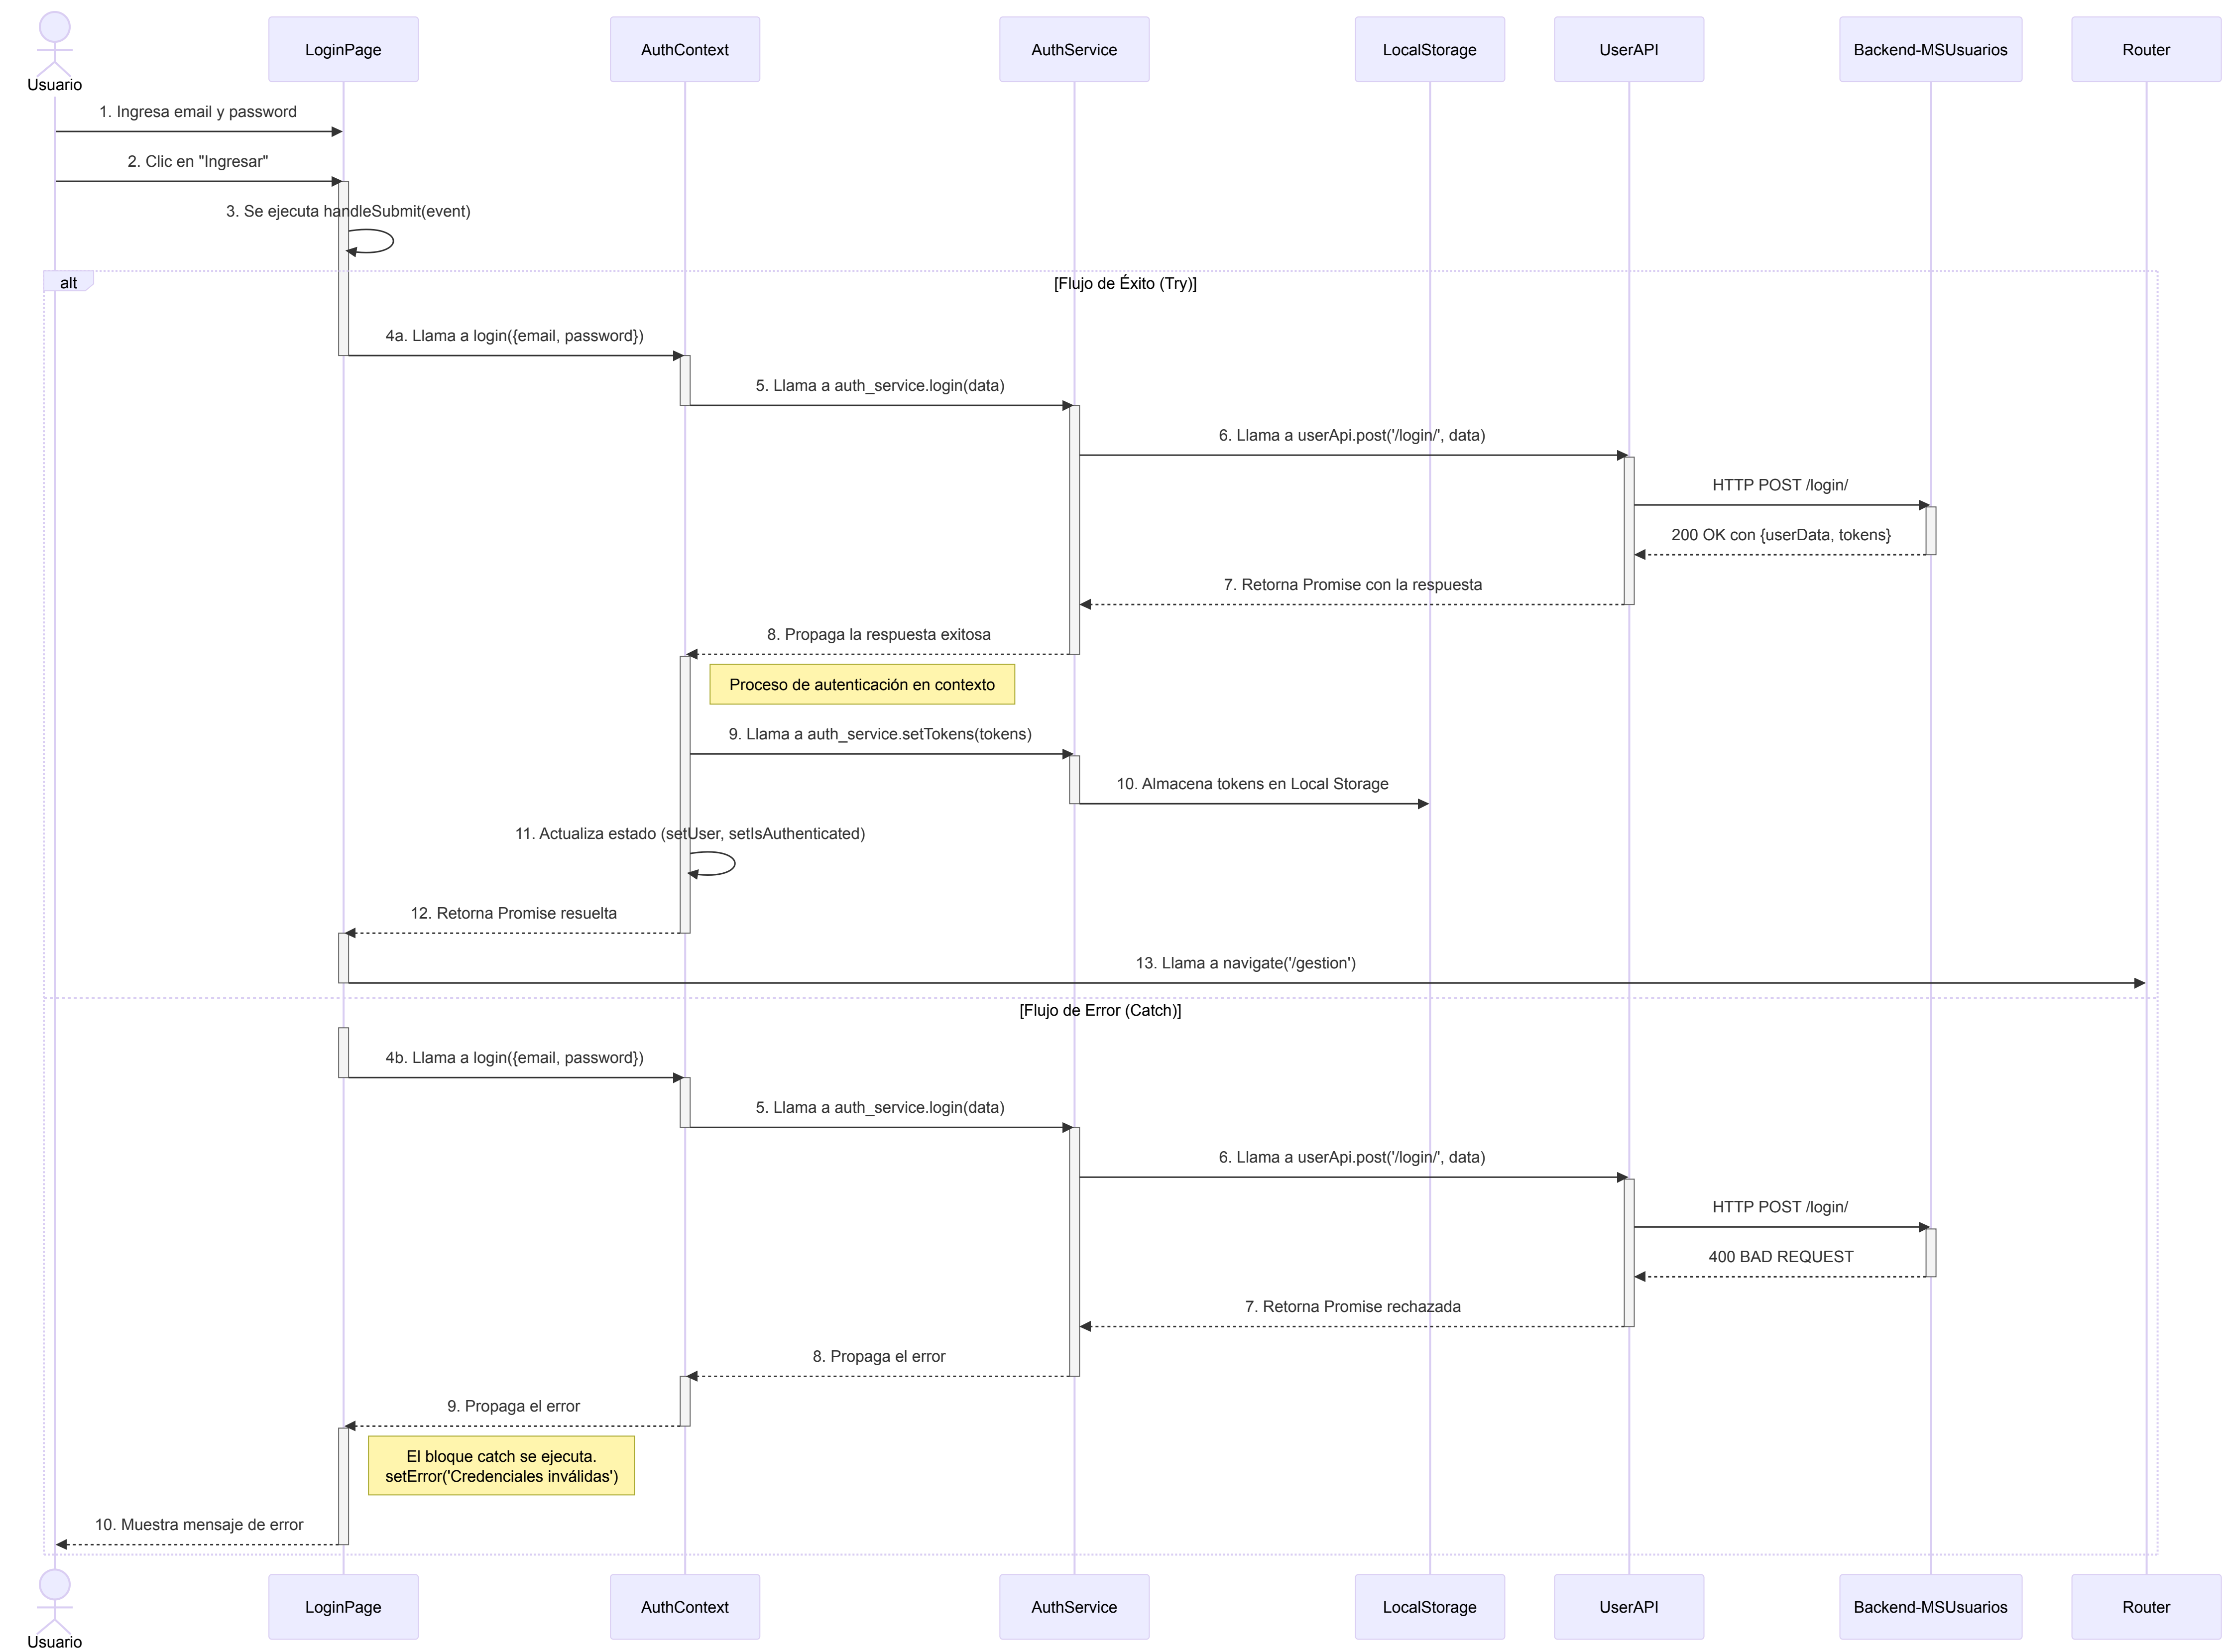 Usuario
LoginPage
AuthContext
AuthService
LocalStorage
UserAPI
Backend-MSUsuarios
Router
1. Ingresa email y password
2. Clic en "Ingresar"
3. Se ejecuta handleSubmit(event)
alt
[Flujo de Éxito (Try)]
4a. Llama a login({email, password})
5. Llama a auth_service.login(data)
6. Llama a userApi.post('/login/', data)
HTTP POST /login/
200 OK con {userData, tokens}
7. Retorna Promise con la respuesta
8. Propaga la respuesta exitosa
Proceso de autenticación en contexto
9. Llama a auth_service.setTokens(tokens)
10. Almacena tokens en Local Storage
11. Actualiza estado (setUser, setIsAuthenticated)
12. Retorna Promise resuelta
13. Llama a navigate('/gestion')
[Flujo de Error (Catch)]
4b. Llama a login({email, password})
5. Llama a auth_service.login(data)
6. Llama a userApi.post('/login/', data)
HTTP POST /login/
400 BAD REQUEST
7. Retorna Promise rechazada
8. Propaga el error
9. Propaga el error
El bloque catch se ejecuta.
setError('Credenciales inválidas')
10. Muestra mensaje de error
Usuario
LoginPage
AuthContext
AuthService
LocalStorage
UserAPI
Backend-MSUsuarios
Router